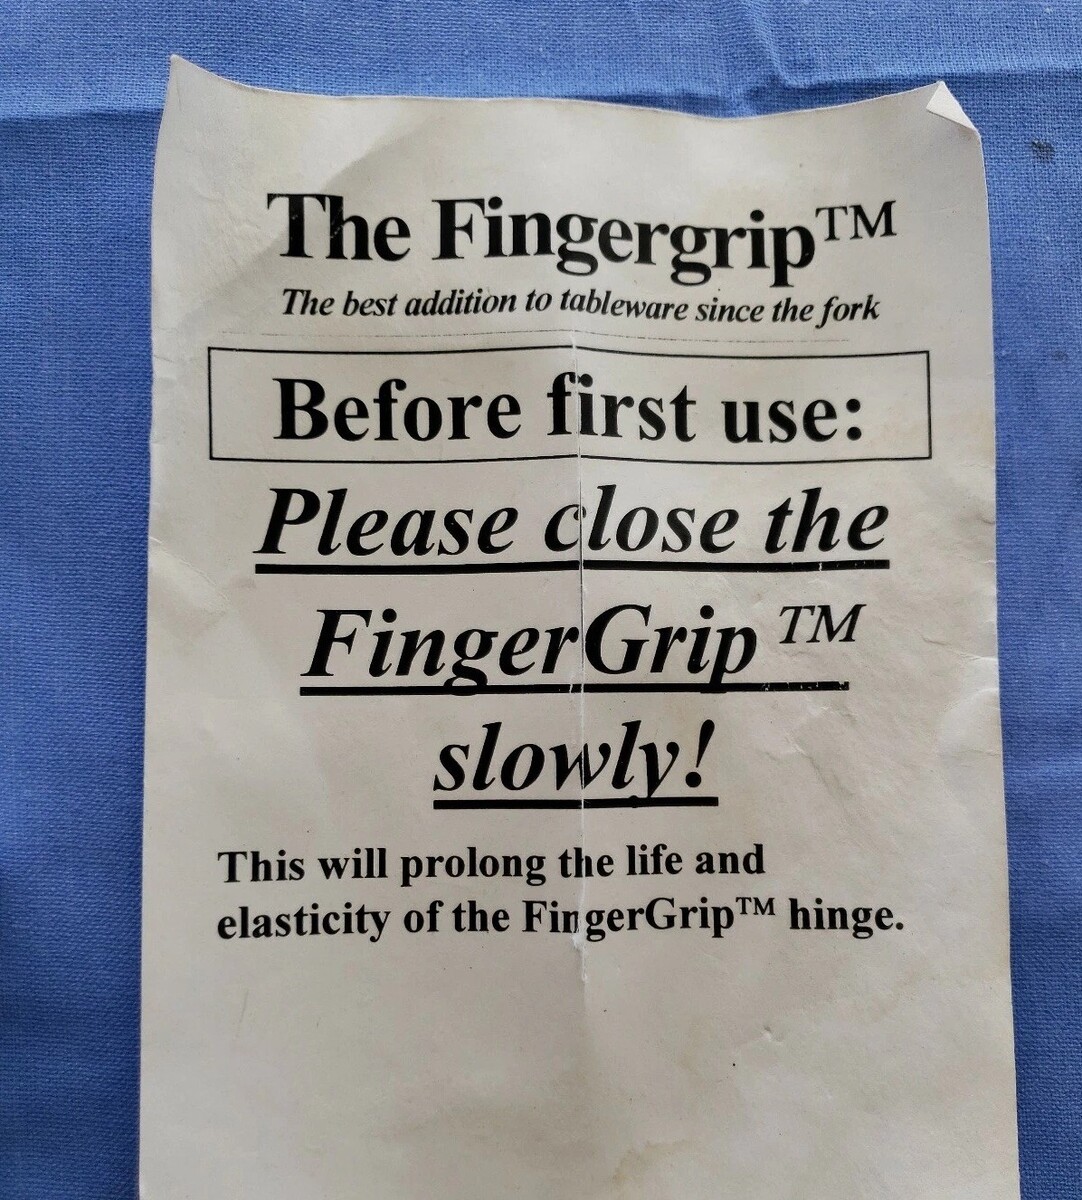 The Fingergrip™
The best addition to tableware since the fork
Before first use:
Please close the
FingerGrip ™
slowly!
This will prolong the life and
elasticity of the FingerGrip™ hinge.